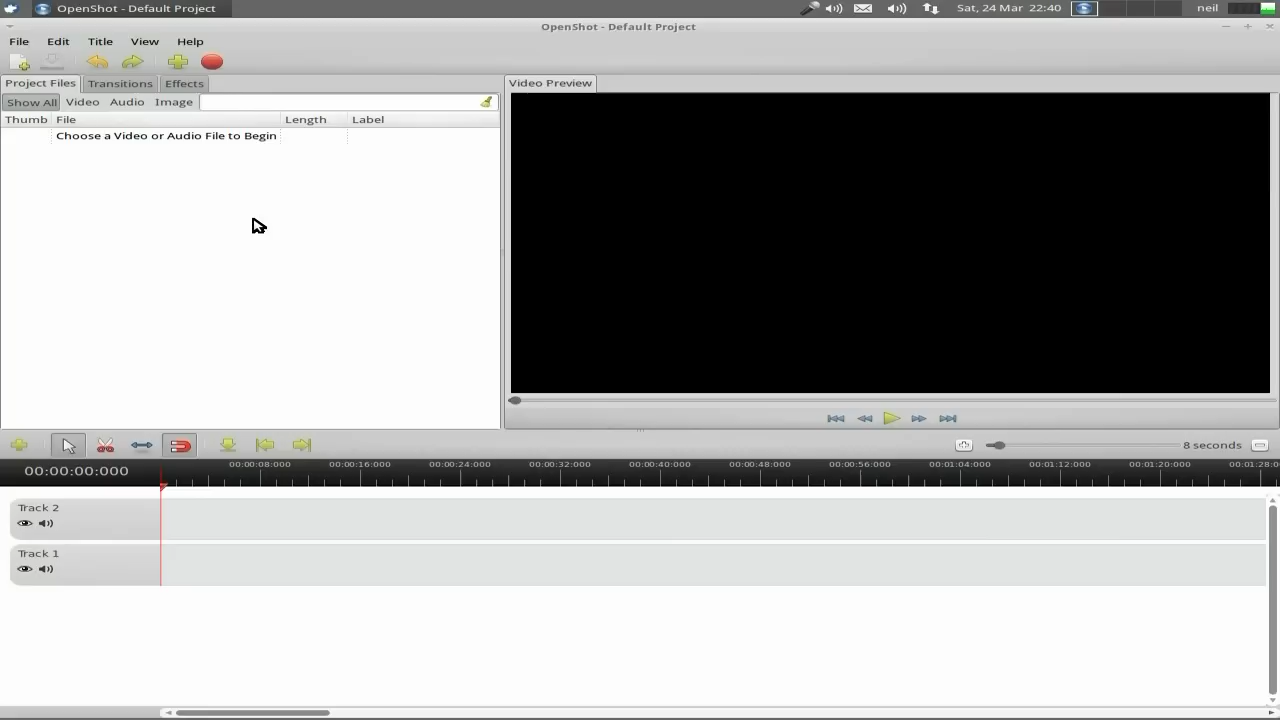 OpenShot - Default Project
Sat, 24 Mar 22:40
neil
OpenShot - Default Project
File Edit Title View Help
Project Files Transitions Effects
Video Preview
Show All Video Audio Image
Thumb File Length Label
Choose a Video or Audio File to Begin
8 seconds
00:00:00:000
00:00:08:000 00:00:16:000 00:00:24:000 00:00:32:000 00:00:40:000 00:00:48:000 00:00:56:000 00:01:04:000 00:01:12:000 00:01:20:000 00:01:28:00
Track 2
Track 1